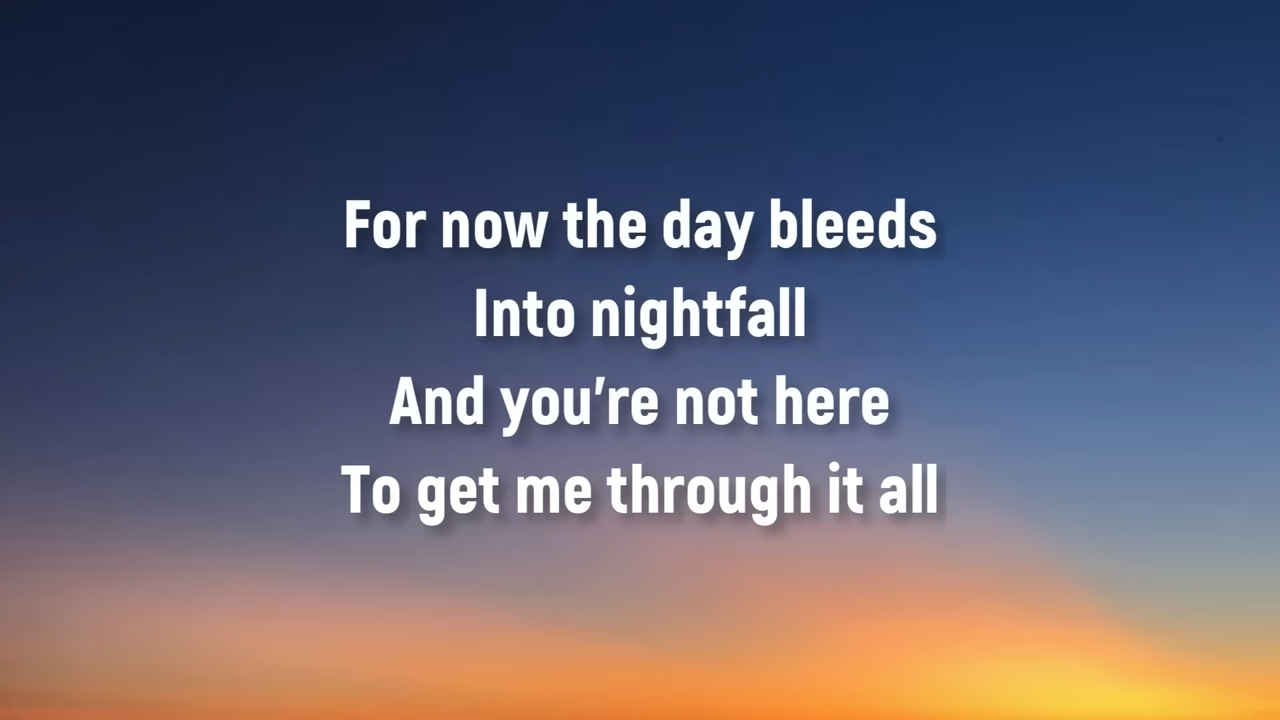 For now the day bleeds
Into nightfall
And you’re not here
To get me through it all